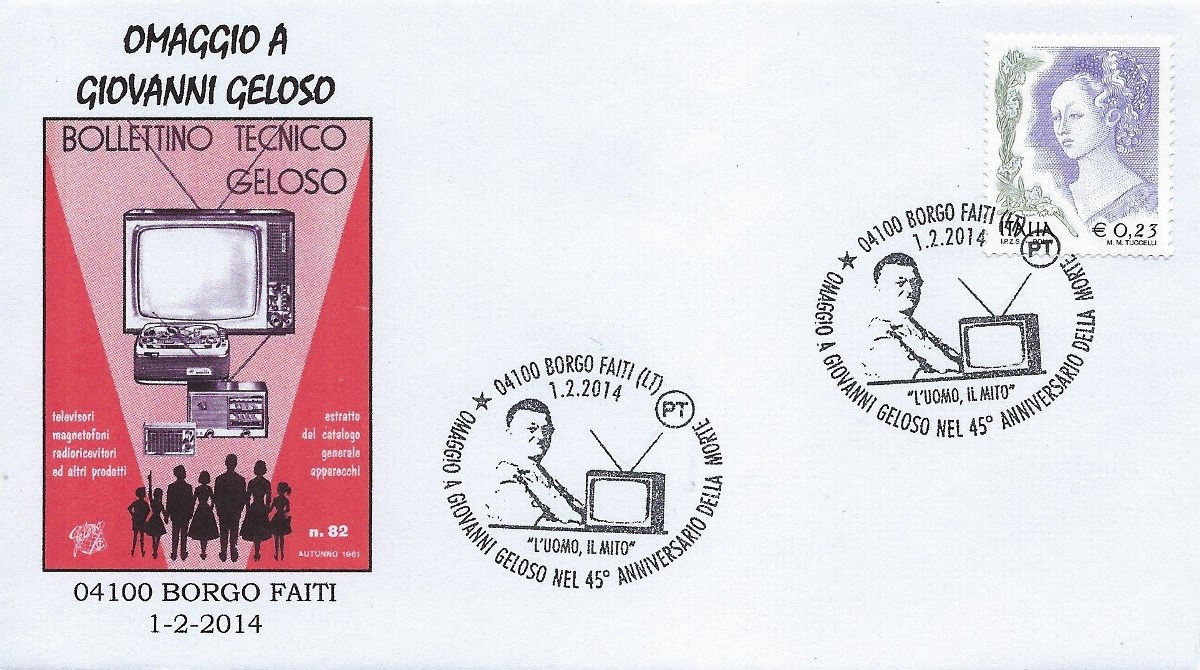 OMAGGIO A
GIOVANNI GELOSO
BOLLETTINO TECNICO
GELOSO
televisori
magnetofoni
radioricevitori
ed altri prodotti
estratto
dal catalogo
generale
apparecchi
n. 82
AUTUNNO 1961
04100 BORGO FAITI
1-2-2014
04100 BORGO FAITI (LT)
1.2.2014
PT
"L'UOMO, IL MITO"
OMAGGIO A GIOVANNI GELOSO NEL 45° ANNIVERSARIO DELLA MORTE
ITALIA
€ 0,23
I.P.Z.S.
M. M. TUCCELLI
04100 BORGO FAITI (LT)
1.2.2014
PT
"L'UOMO, IL MITO"
OMAGGIO A GIOVANNI GELOSO NEL 45° ANNIVERSARIO DELLA MORTE